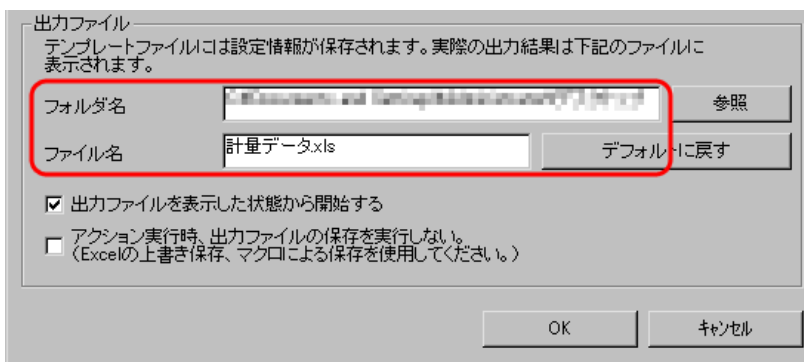 出力ファイル
テンプレートファイルには設定情報が保存されます。実際の出力結果は下記のファイルに
表示されます。
フォルダ名
参照
ファイル名
計量データ.xls
デフォルトに戻す
出力ファイルを表示した状態から開始する
アクション実行時、出力ファイルの保存を実行しない。
(Excelの上書き保存、マクロによる保存を使用してください。)
OK
キャンセル